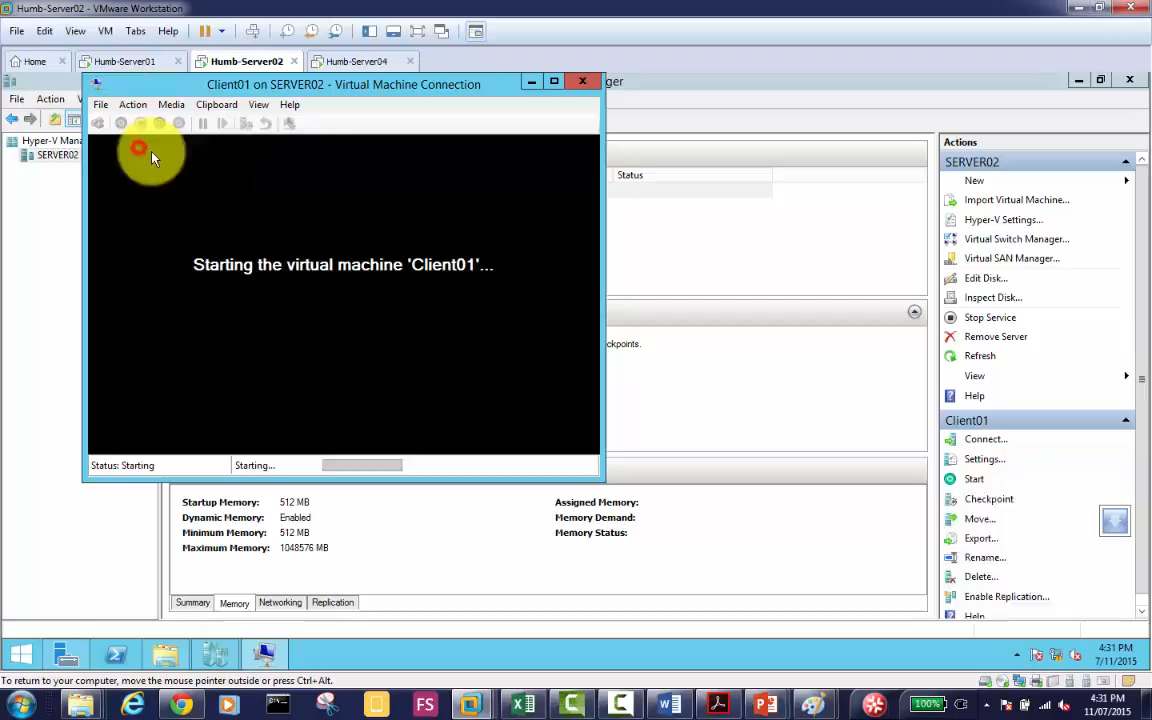 Humb-Server02 - VMware Workstation
File Edit View VM Tabs Help
Home Humb-Server01 Humb-Server02 Humb-Server04
Client01 on SERVER02 - Virtual Machine Connection
File Action
File Action Media Clipboard View Help
Hyper-V Mana
SERVER02
Starting the virtual machine 'Client01'...
Status: Starting Starting...
Status
ckpoints.
Startup Memory: 512 MB
Dynamic Memory: Enabled
Minimum Memory: 512 MB
Maximum Memory: 1048576 MB
Assigned Memory:
Memory Demand:
Memory Status:
Summary Memory Networking Replication
Actions
SERVER02
New
Import Virtual Machine...
Hyper-V Settings...
Virtual Switch Manager...
Virtual SAN Manager...
Edit Disk...
Inspect Disk...
Stop Service
Remove Server
Refresh
View
Help
Client01
Connect...
Settings...
Start
Checkpoint
Move...
Export...
Rename...
Delete...
Enable Replication...
Help
4:31 PM
7/11/2015
To return to your computer, move the mouse pointer outside or press Ctrl+Alt.
FS
100%
4:31 PM
11/07/2015